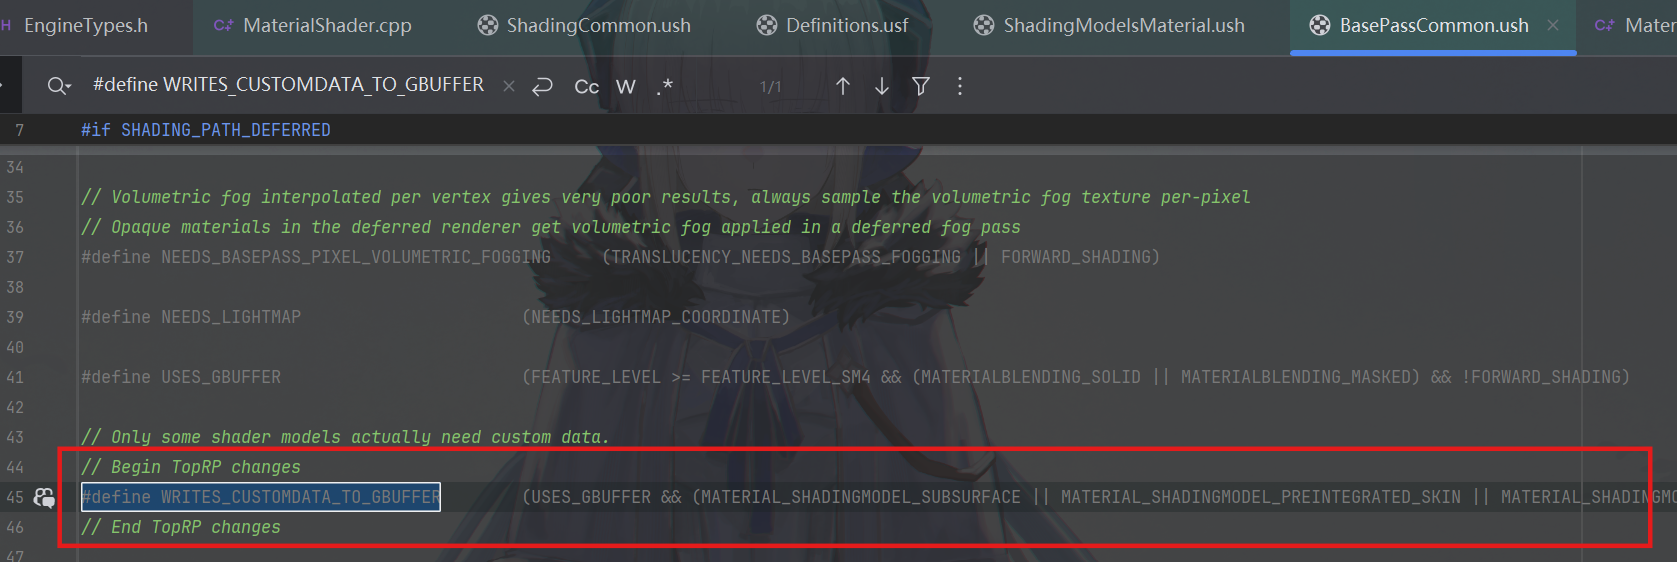 H EngineTypes.h C++ MaterialShader.cpp ShadingCommon.ush Definitions.usf ShadingModelsMaterial.ush BasePassCommon.ush × C++ Mater
#define WRITES_CUSTOMDATA_TO_GBUFFER × Cc W .* 1/1
7 #if SHADING_PATH_DEFERRED
34
35 // Volumetric fog interpolated per vertex gives very poor results, always sample the volumetric fog texture per-pixel
36 // Opaque materials in the deferred renderer get volumetric fog applied in a deferred fog pass
37 #define NEEDS_BASEPASS_PIXEL_VOLUMETRIC_FOGGING (TRANSLUCENCY_NEEDS_BASEPASS_FOGGING || FORWARD_SHADING)
38
39 #define NEEDS_LIGHTMAP (NEEDS_LIGHTMAP_COORDINATE)
40
41 #define USES_GBUFFER (FEATURE_LEVEL >= FEATURE_LEVEL_SM4 && (MATERIALBLENDING_SOLID || MATERIALBLENDING_MASKED) && !FORWARD_SHADING)
42
43 // Only some shader models actually need custom data.
44 // Begin TopRP changes
45 #define WRITES_CUSTOMDATA_TO_GBUFFER (USES_GBUFFER && (MATERIAL_SHADINGMODEL_SUBSURFACE || MATERIAL_SHADINGMODEL_PREINTEGRATED_SKIN || MATERIAL_SHADINGMO
46 // End TopRP changes
47